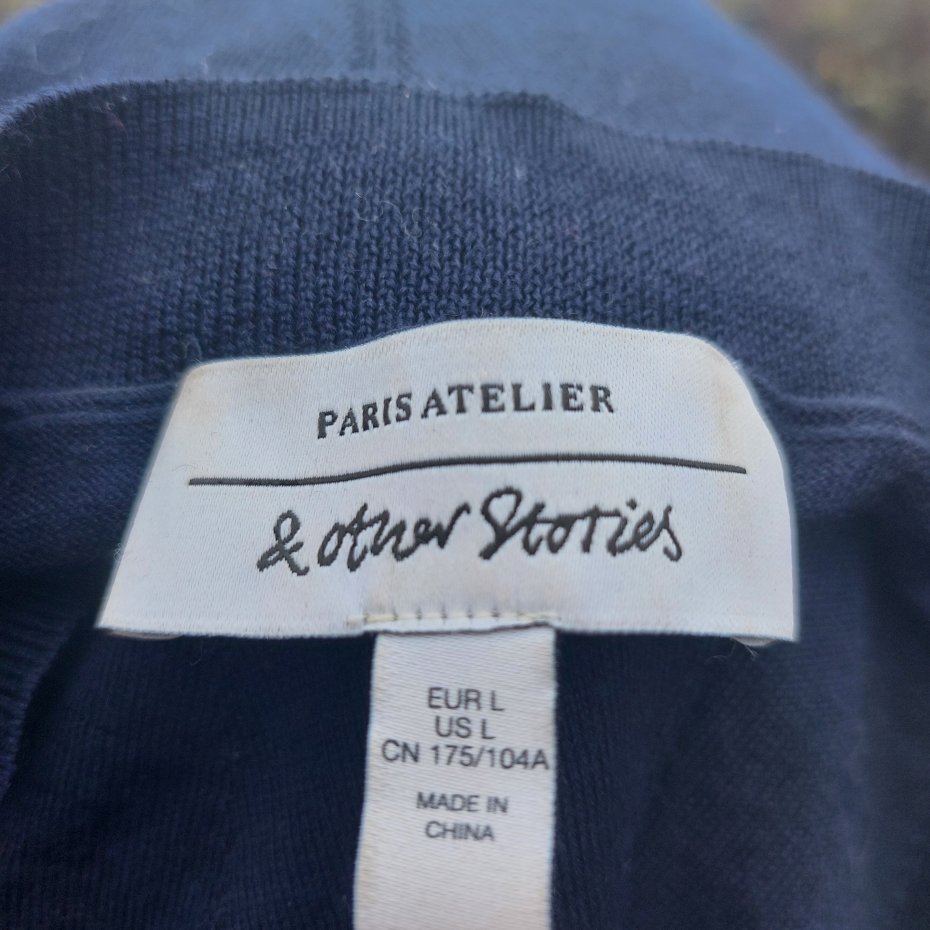 PARIS ATELIER
& other Stories
EUR L
US L
CN 175/104A
MADE IN
CHINA